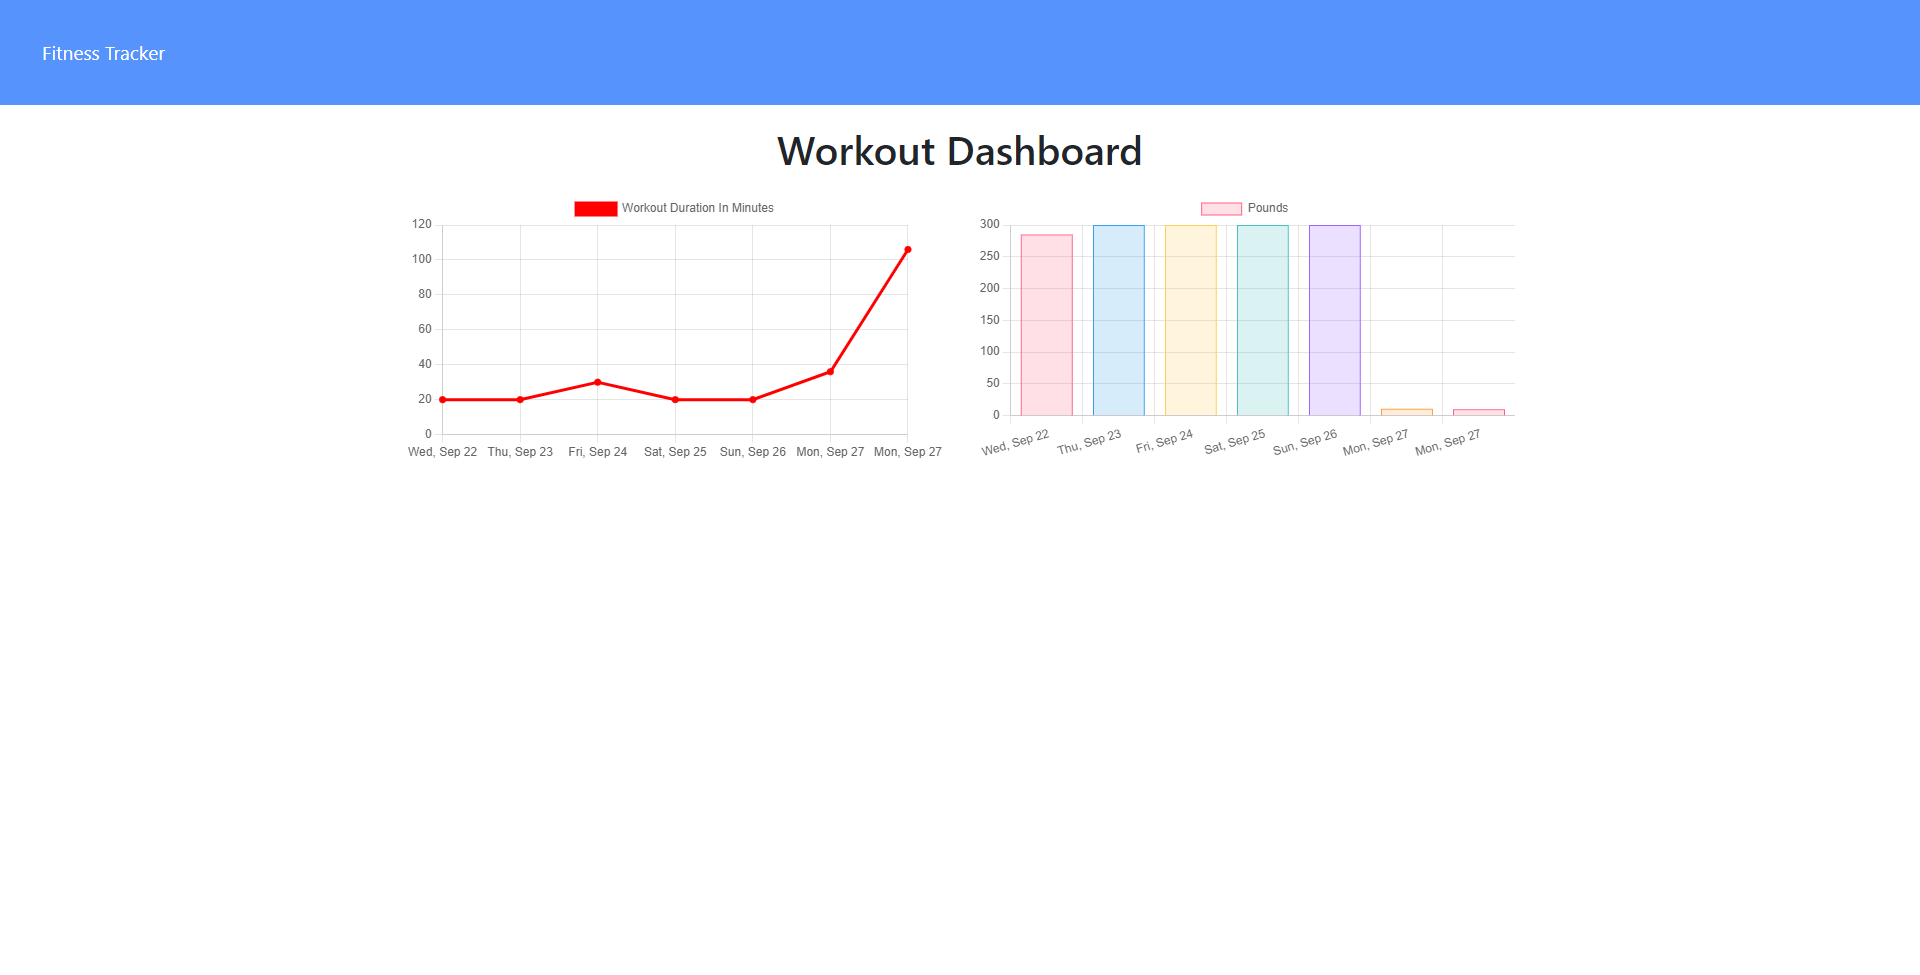 Fitness Tracker
Workout Dashboard
Workout Duration In Minutes
120
100
80
60
40
20
0
Wed, Sep 22 Thu, Sep 23 Fri, Sep 24 Sat, Sep 25 Sun, Sep 26 Mon, Sep 27 Mon, Sep 27
Pounds
300
250
200
150
100
50
0
Wed, Sep 22 Thu, Sep 23 Fri, Sep 24 Sat, Sep 25 Sun, Sep 26 Mon, Sep 27 Mon, Sep 27